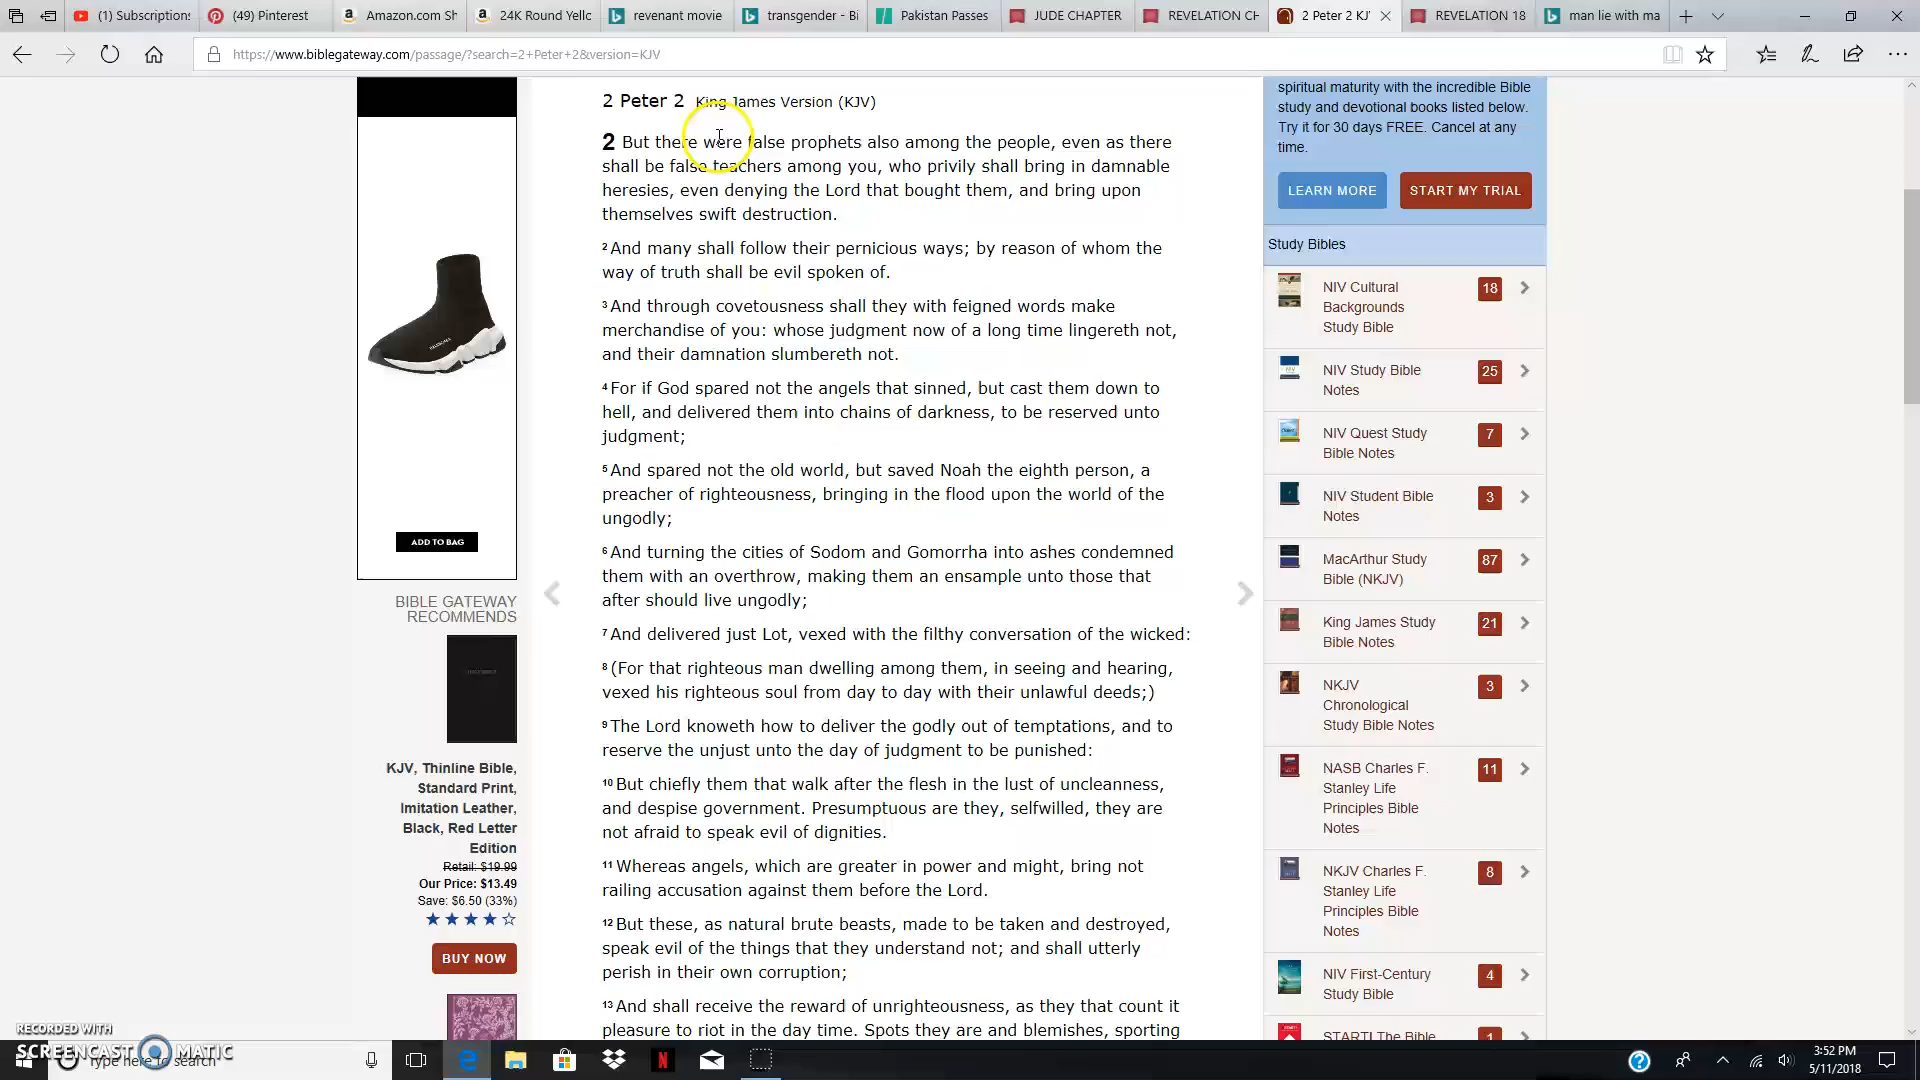 (1) Subscriptions
(49) Pinterest
Amazon.com Sh
24K Round Yello
revenant movie
transgender - Bi
Pakistan Passes
JUDE CHAPTER
REVELATION CH
2 Peter 2 KJ
REVELATION 18
man lie with ma
https://www.biblegateway.com/passage/?search=2+Peter+2&version=KJV
ADD TO BAG
BIBLE GATEWAY
RECOMMENDS
KJV, Thinline Bible,
Standard Print,
Imitation Leather,
Black, Red Letter
Edition
Retail: $19.99
Our Price: $13.49
Save: $6.50 (33%)
BUY NOW
2 Peter 2 King James Version (KJV)
2 But there were false prophets also among the people, even as there
shall be false teachers among you, who privily shall bring in damnable
heresies, even denying the Lord that bought them, and bring upon
themselves swift destruction.
2 And many shall follow their pernicious ways; by reason of whom the
way of truth shall be evil spoken of.
3 And through covetousness shall they with feigned words make
merchandise of you: whose judgment now of a long time lingereth not,
and their damnation slumbereth not.
4 For if God spared not the angels that sinned, but cast them down to
hell, and delivered them into chains of darkness, to be reserved unto
judgment;
5 And spared not the old world, but saved Noah the eighth person, a
preacher of righteousness, bringing in the flood upon the world of the
ungodly;
6 And turning the cities of Sodom and Gomorrha into ashes condemned
them with an overthrow, making them an ensample unto those that
after should live ungodly;
7 And delivered just Lot, vexed with the filthy conversation of the wicked:
8 (For that righteous man dwelling among them, in seeing and hearing,
vexed his righteous soul from day to day with their unlawful deeds;)
9 The Lord knoweth how to deliver the godly out of temptations, and to
reserve the unjust unto the day of judgment to be punished:
10 But chiefly them that walk after the flesh in the lust of uncleanness,
and despise government. Presumptuous are they, selfwilled, they are
not afraid to speak evil of dignities.
11 Whereas angels, which are greater in power and might, bring not
railing accusation against them before the Lord.
12 But these, as natural brute beasts, made to be taken and destroyed,
speak evil of the things that they understand not; and shall utterly
perish in their own corruption;
13 And shall receive the reward of unrighteousness, as they that count it
pleasure to riot in the day time. Spots they are and blemishes, sporting
spiritual maturity with the incredible Bible
study and devotional books listed below.
Try it for 30 days FREE. Cancel at any
time.
LEARN MORE
START MY TRIAL
Study Bibles
NIV Cultural
Backgrounds
Study Bible
18
NIV Study Bible
Notes
25
NIV Quest Study
Bible Notes
7
NIV Student Bible
Notes
3
MacArthur Study
Bible (NKJV)
87
King James Study
Bible Notes
21
NKJV
Chronological
Study Bible Notes
3
NASB Charles F.
Stanley Life
Principles Bible
Notes
11
NKJV Charles F.
Stanley Life
Principles Bible
Notes
8
NIV First-Century
Study Bible
4
START! The Bible
1
RECORDED WITH
SCREENCAST MATIC
Type here to search
3:52 PM
5/11/2018